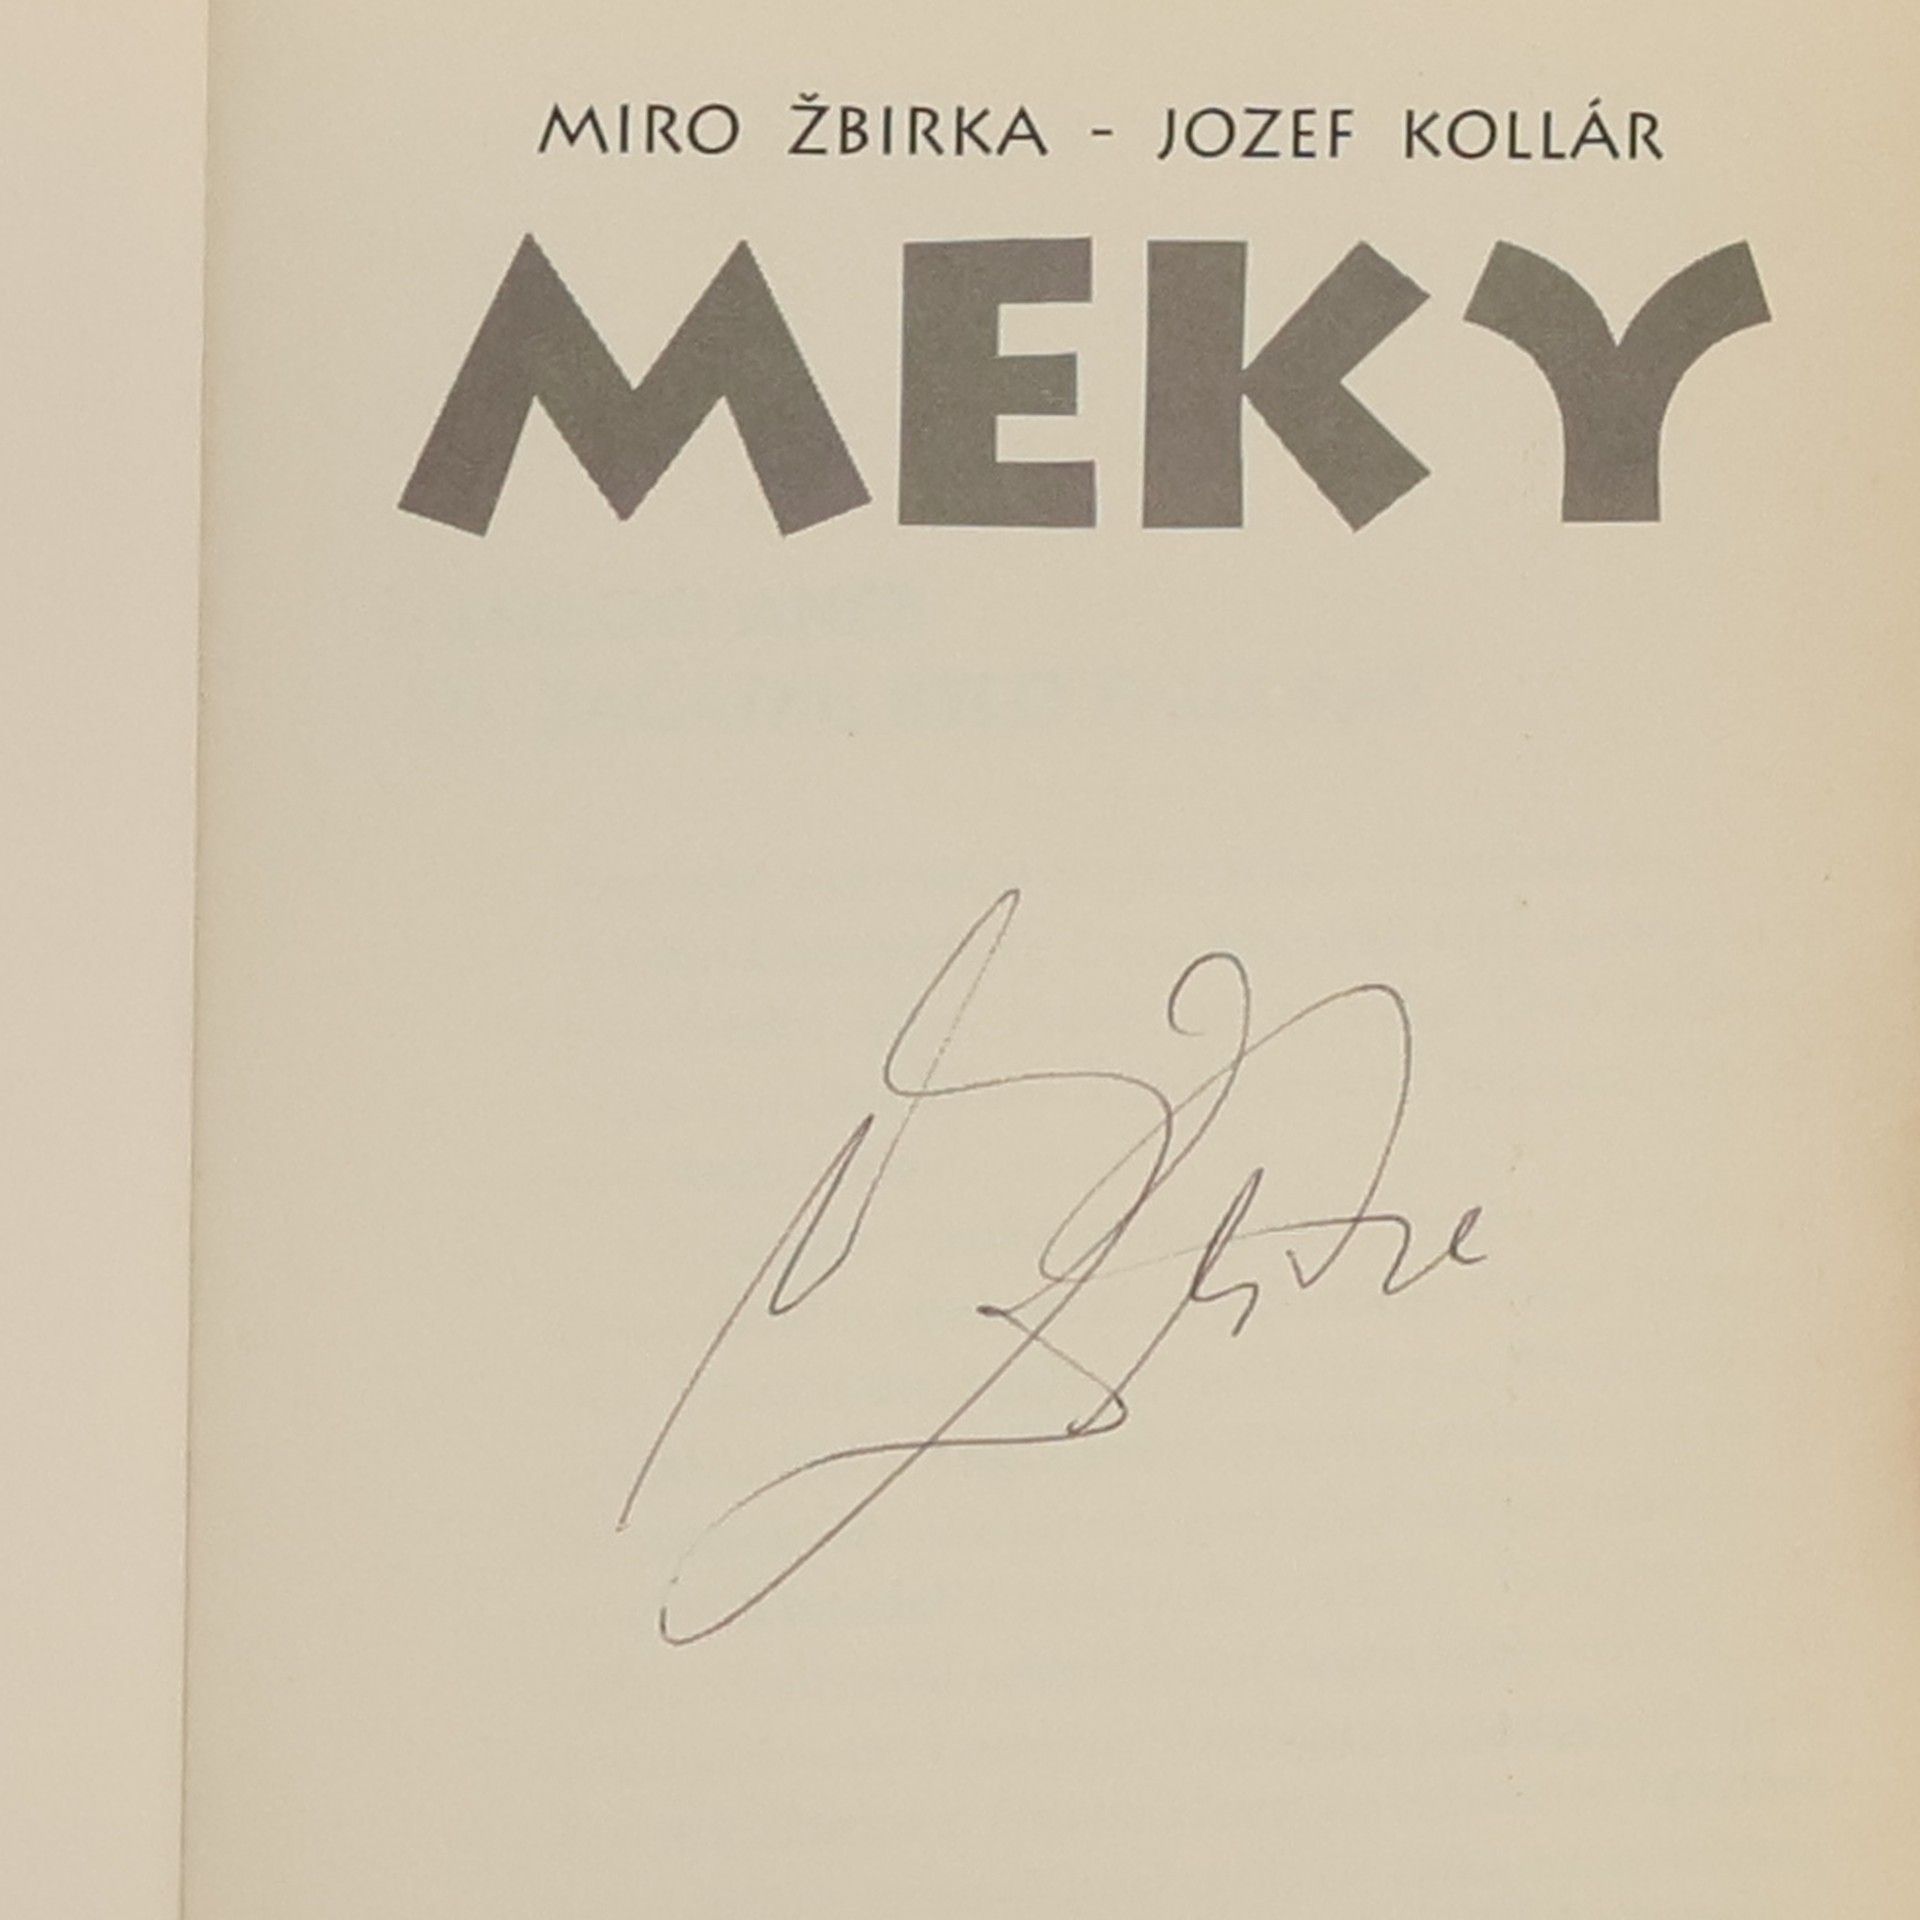 MIRO ŽBIRKA - JOZEF KOLLÁR
MEKY